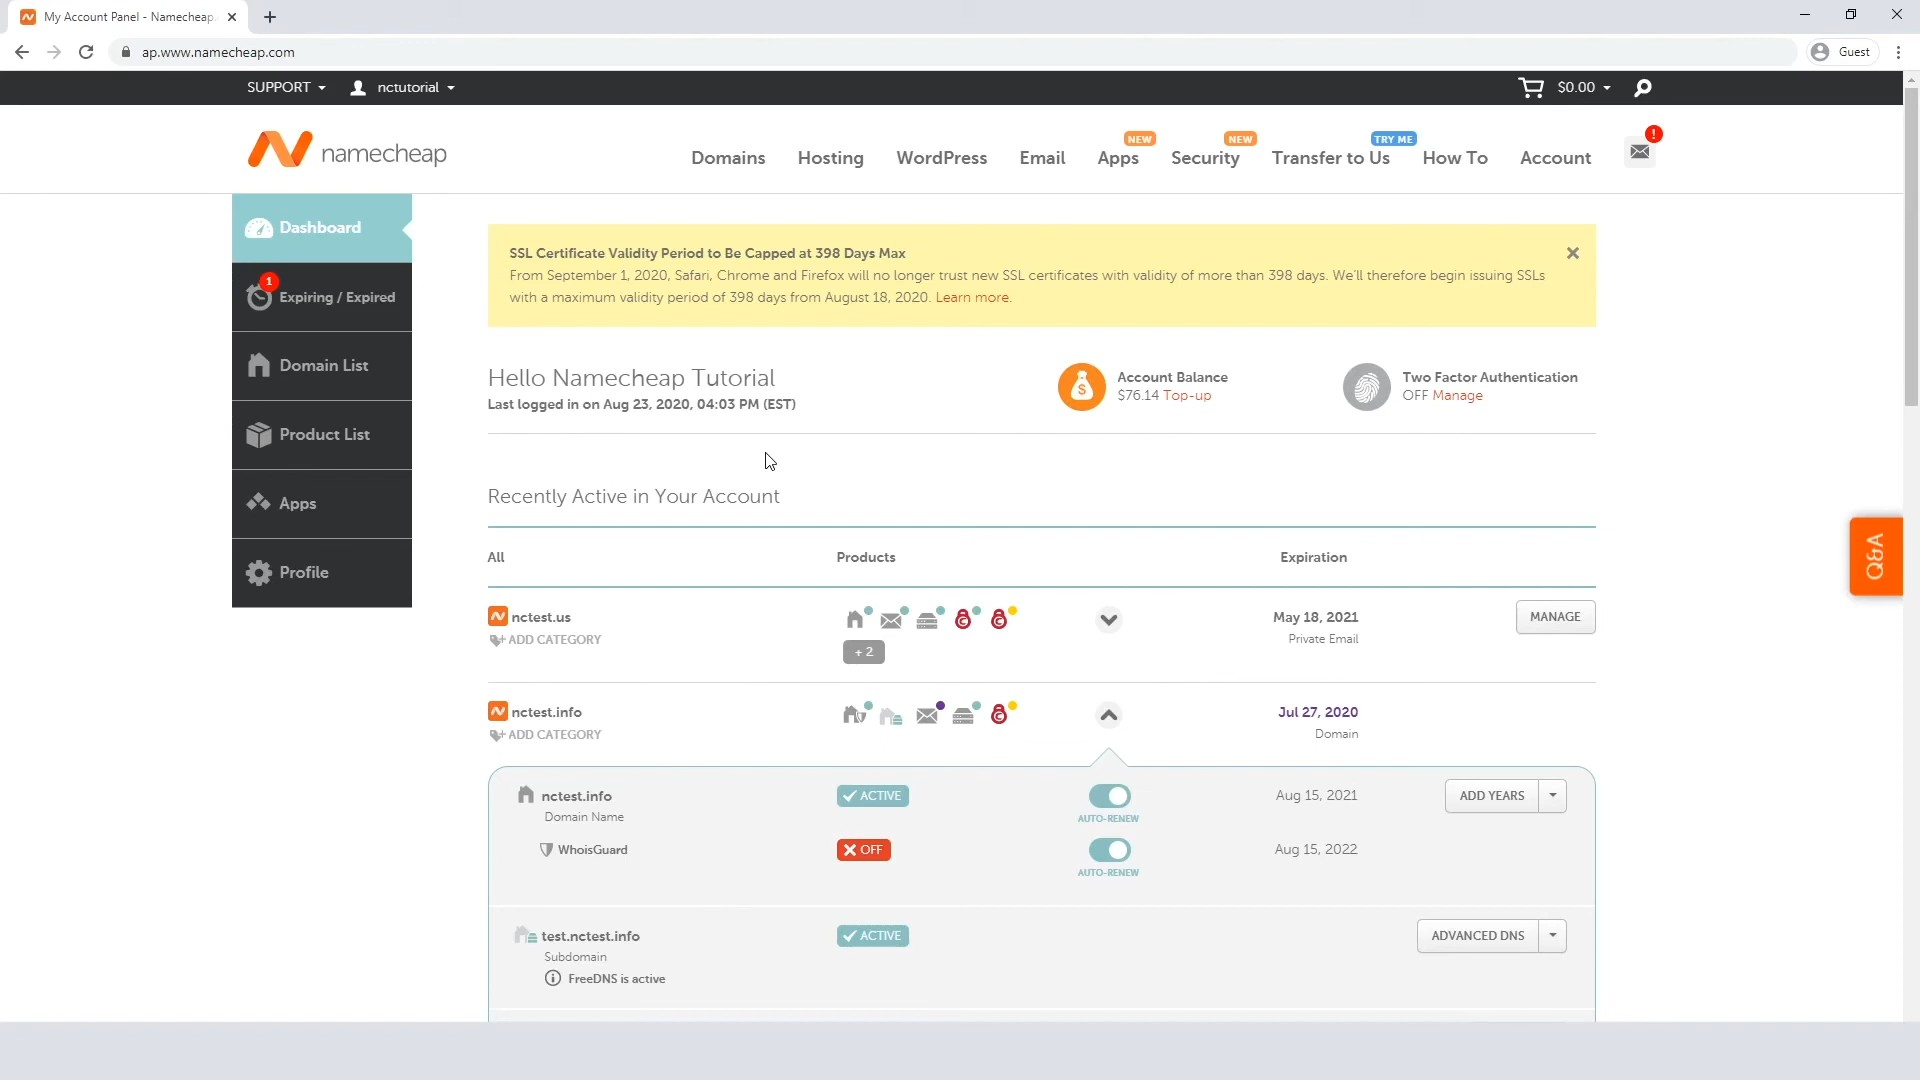 My Account Panel - Namecheap.
ap.www.namecheap.com
Guest
SUPPORT
nctutorial
$0.00
namecheap
Domains
Hosting
WordPress
Email
Apps
NEW
Security
NEW
Transfer to Us
TRY ME
How To
Account
!
Dashboard
1
Expiring / Expired
Domain List
Product List
Apps
Profile
SSL Certificate Validity Period to Be Capped at 398 Days Max
From September 1, 2020, Safari, Chrome and Firefox will no longer trust new SSL certificates with validity of more than 398 days. We'll therefore begin issuing SSLs
with a maximum validity period of 398 days from August 18, 2020. Learn more.
Hello Namecheap Tutorial
Last logged in on Aug 23, 2020, 04:03 PM (EST)
$
Account Balance
$76.14 Top-up
Two Factor Authentication
OFF Manage
Recently Active in Your Account
All
Products
Expiration
nctest.us
ADD CATEGORY
+ 2
May 18, 2021
Private Email
MANAGE
nctest.info
ADD CATEGORY
Jul 27, 2020
Domain
nctest.info
Domain Name
ACTIVE
AUTO-RENEW
Aug 15, 2021
ADD YEARS
WhoisGuard
OFF
AUTO-RENEW
Aug 15, 2022
test.nctest.info
Subdomain
FreeDNS is active
ACTIVE
ADVANCED DNS
Q&A